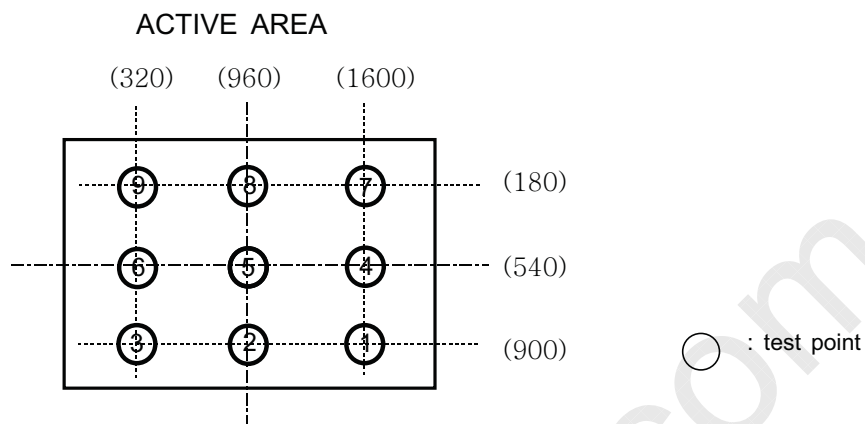 ACTIVE AREA
(320) (960) (1600)
9 8 7 (180)
6 5 4 (540)
3 2 1 (900)
: test point
com